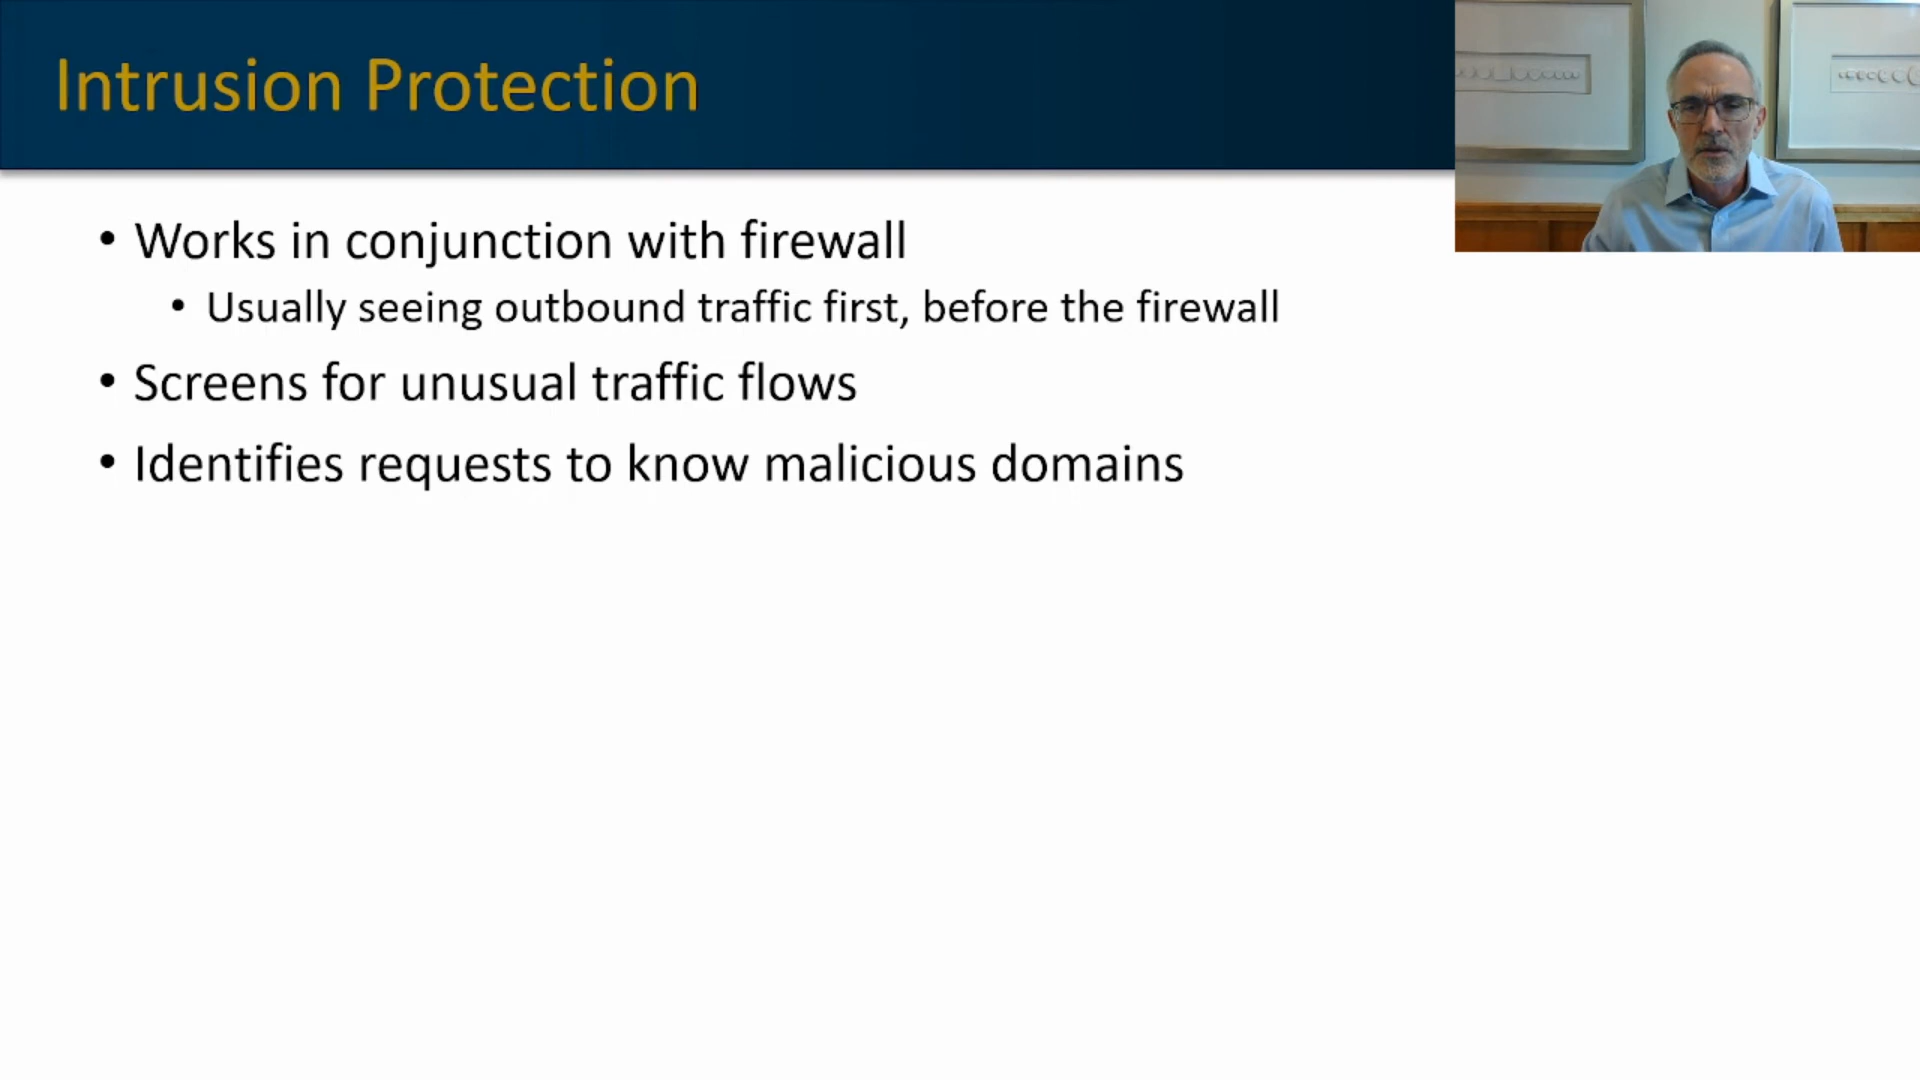 Intrusion Protection
• Works in conjunction with firewall
• Usually seeing outbound traffic first, before the firewall
• Screens for unusual traffic flows
• Identifies requests to know malicious domains